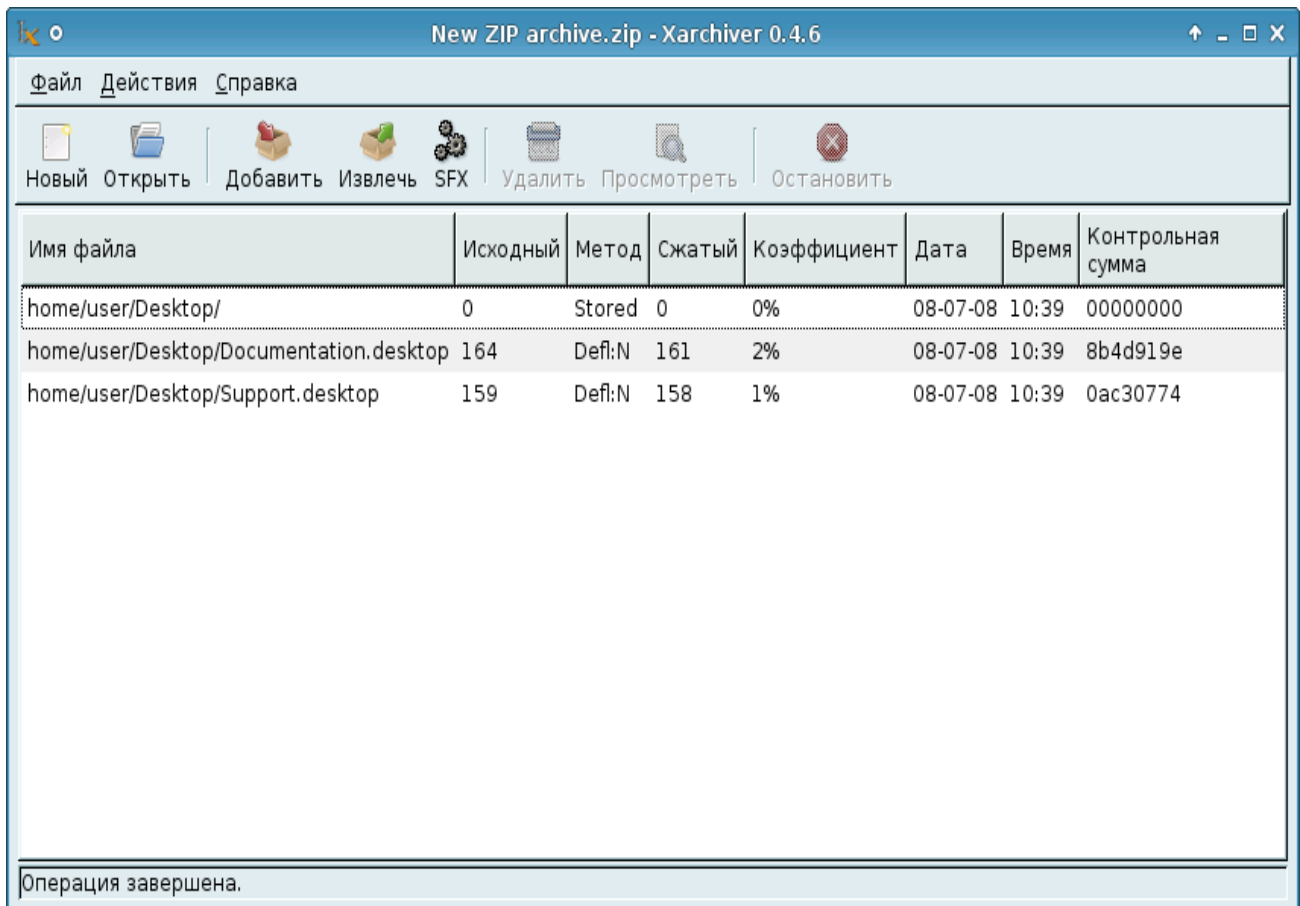 New ZIP archive.zip - Xarchiver 0.4.6
Файл Действия Справка
Новый Открыть Добавить Извлечь SFX Удалить Просмотреть Остановить
Имя файла Исходный Метод Сжатый Коэффициент Дата Время Контрольная сумма
home/user/Desktop/ 0 Stored 0 0% 08-07-08 10:39 00000000
home/user/Desktop/Documentation.desktop 164 Defl:N 161 2% 08-07-08 10:39 8b4d919e
home/user/Desktop/Support.desktop 159 Defl:N 158 1% 08-07-08 10:39 0ac30774
Операция завершена.